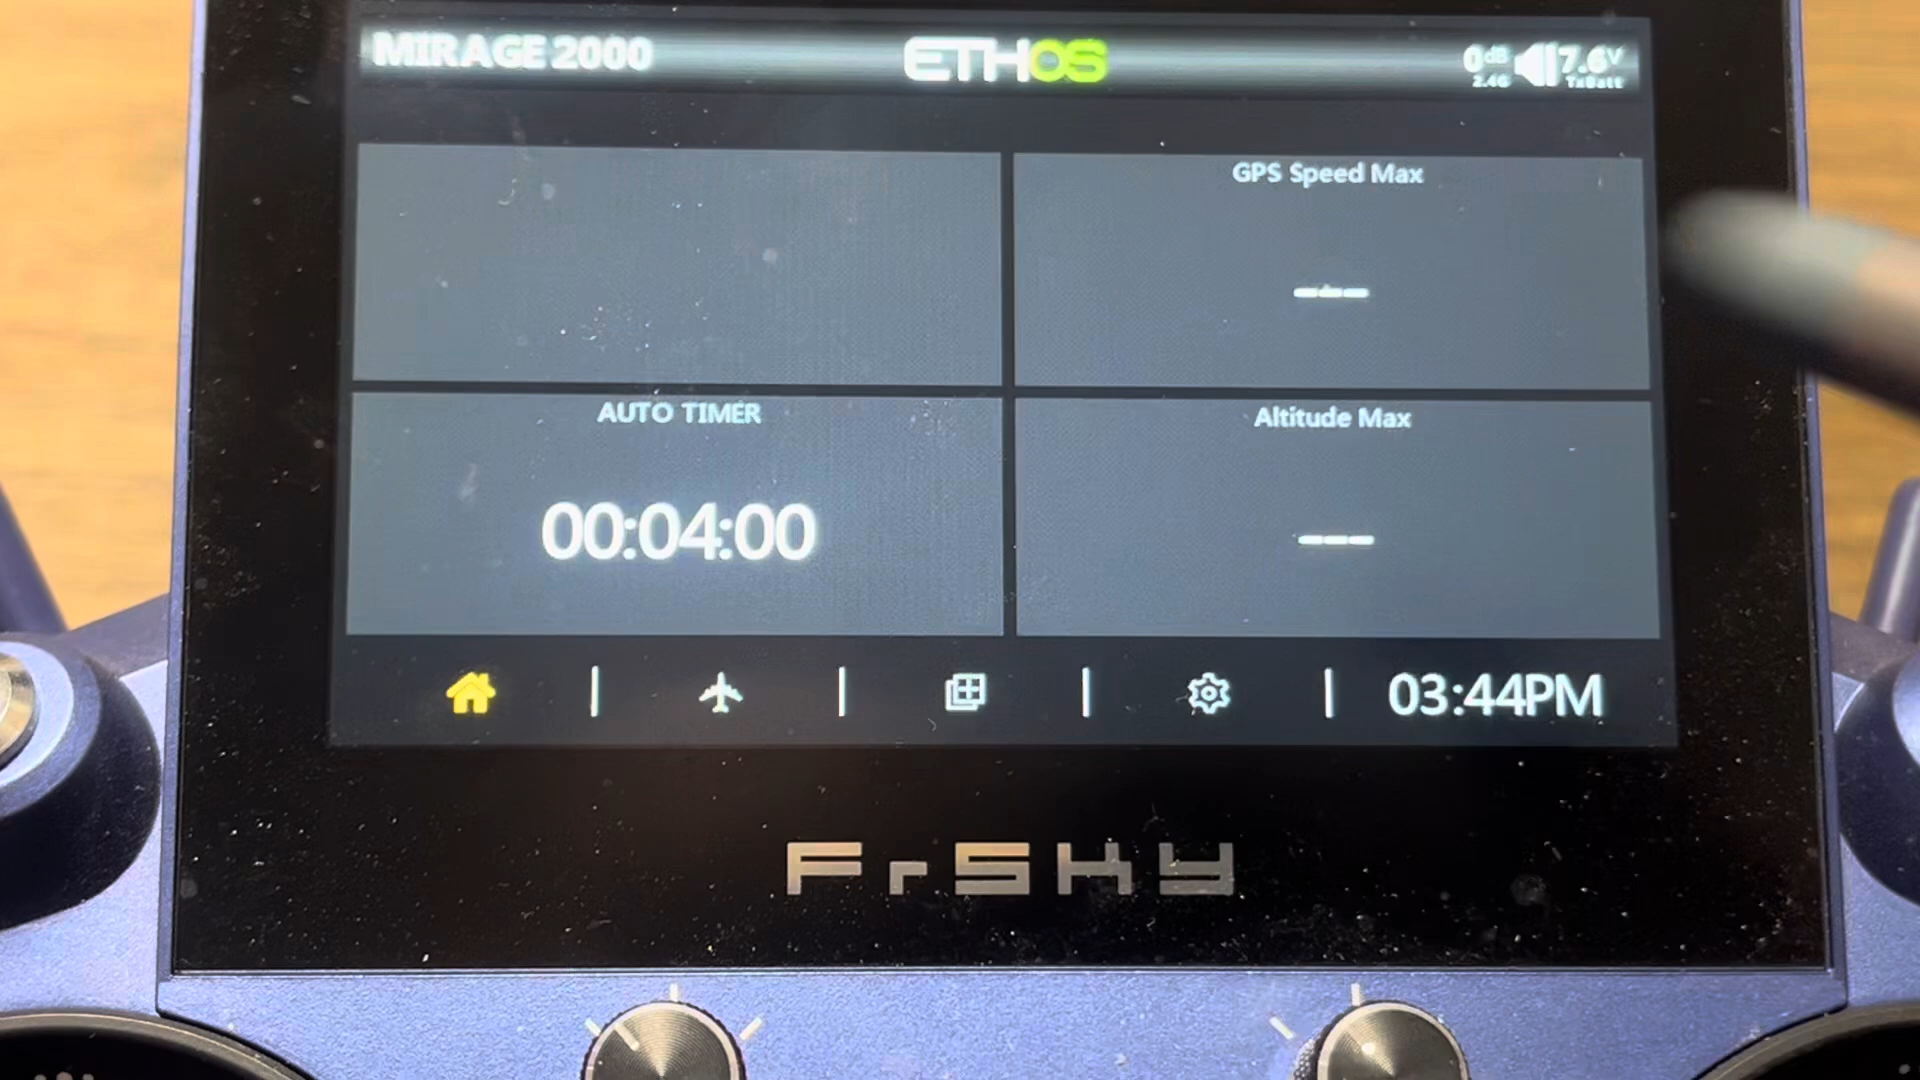 MIRAGE 2000
ETHOS
0dB
2.4G
7.6V
TxBatt
GPS Speed Max
---
AUTO TIMER
00:04:00
Altitude Max
---
03:44PM
FrSky